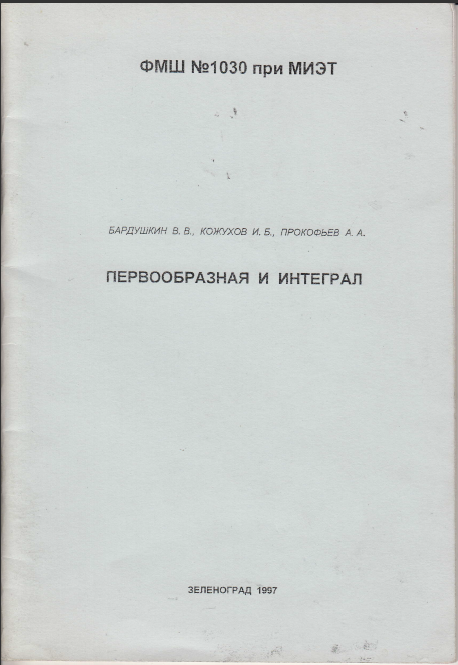 ФМШ №1030 при МИЭТ
БАРДУШКИН В. В., КОЖУХОВ И. Б., ПРОКОФЬЕВ А. А.
ПЕРВООБРАЗНАЯ И ИНТЕГРАЛ
ЗЕЛЕНОГРАД 1997